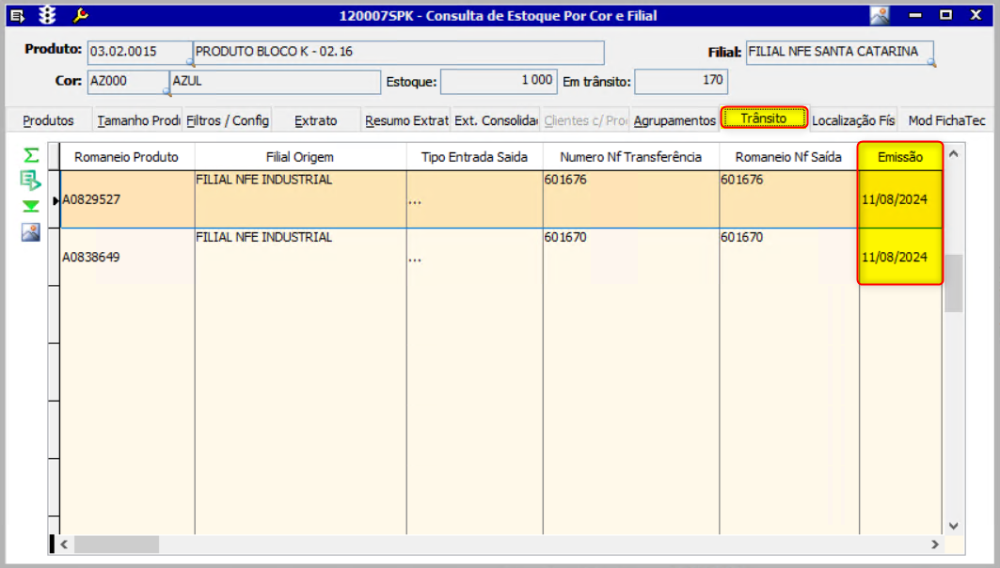 120007SPK - Consulta de Estoque Por Cor e Filial
Produto: 03.02.0015 PRODUTO BLOCO K - 02.16 Filial: FILIAL NFE SANTA CATARINA
Cor: AZ000 AZUL Estoque: 1 000 Em trânsito: 170
Produtos Tamanho Prod Filtros / Config Extrato Resumo Extrat Ext. Consolida Clientes c/ Pro Agrupamentos Trânsito Localização Fís Mod FichaTec
Romaneio Produto Filial Origem Tipo Entrada Saida Numero Nf Transferência Romaneio Nf Saída Emissão
FILIAL NFE INDUSTRIAL 601676 601676
A0829527 ... 11/08/2024
FILIAL NFE INDUSTRIAL 601670 601670
A0838649 ... 11/08/2024